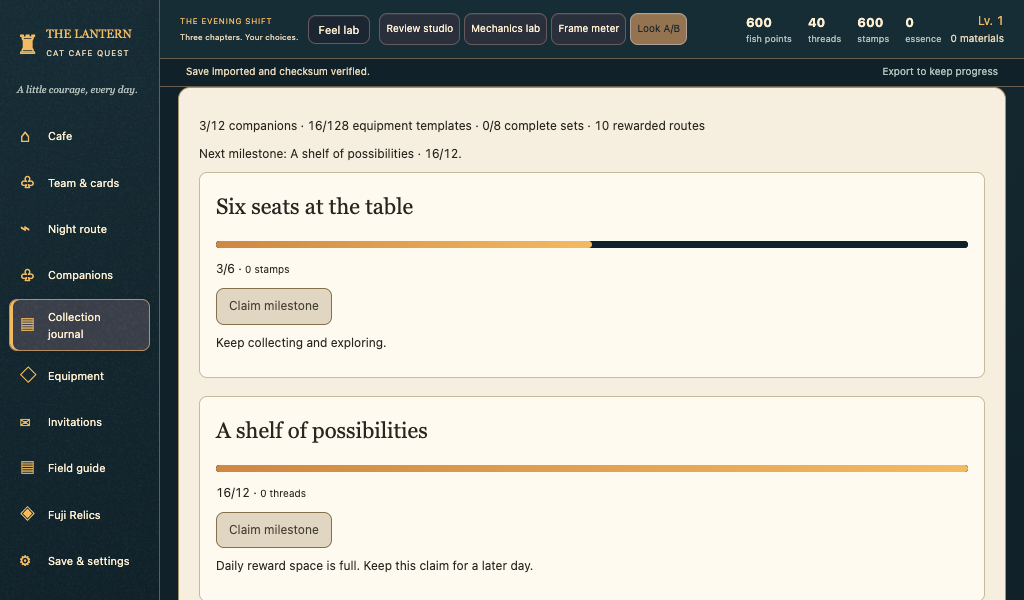 THE LANTERN
CAT CAFE QUEST
A little courage, every day.
Cafe
Team & cards
Night route
Companions
Collection journal
Equipment
Invitations
Field guide
Fuji Relics
Save & settings
THE EVENING SHIFT
Three chapters. Your choices.
Feel lab
Review studio
Mechanics lab
Frame meter
Look A/B
600 fish points
40 threads
600 stamps
0 essence
Lv. 1
0 materials
Save imported and checksum verified.
Export to keep progress
3/12 companions · 16/128 equipment templates · 0/8 complete sets · 10 rewarded routes
Next milestone: A shelf of possibilities · 16/12.
Six seats at the table
3/6 · 0 stamps
Claim milestone
Keep collecting and exploring.
A shelf of possibilities
16/12 · 0 threads
Claim milestone
Daily reward space is full. Keep this claim for a later day.